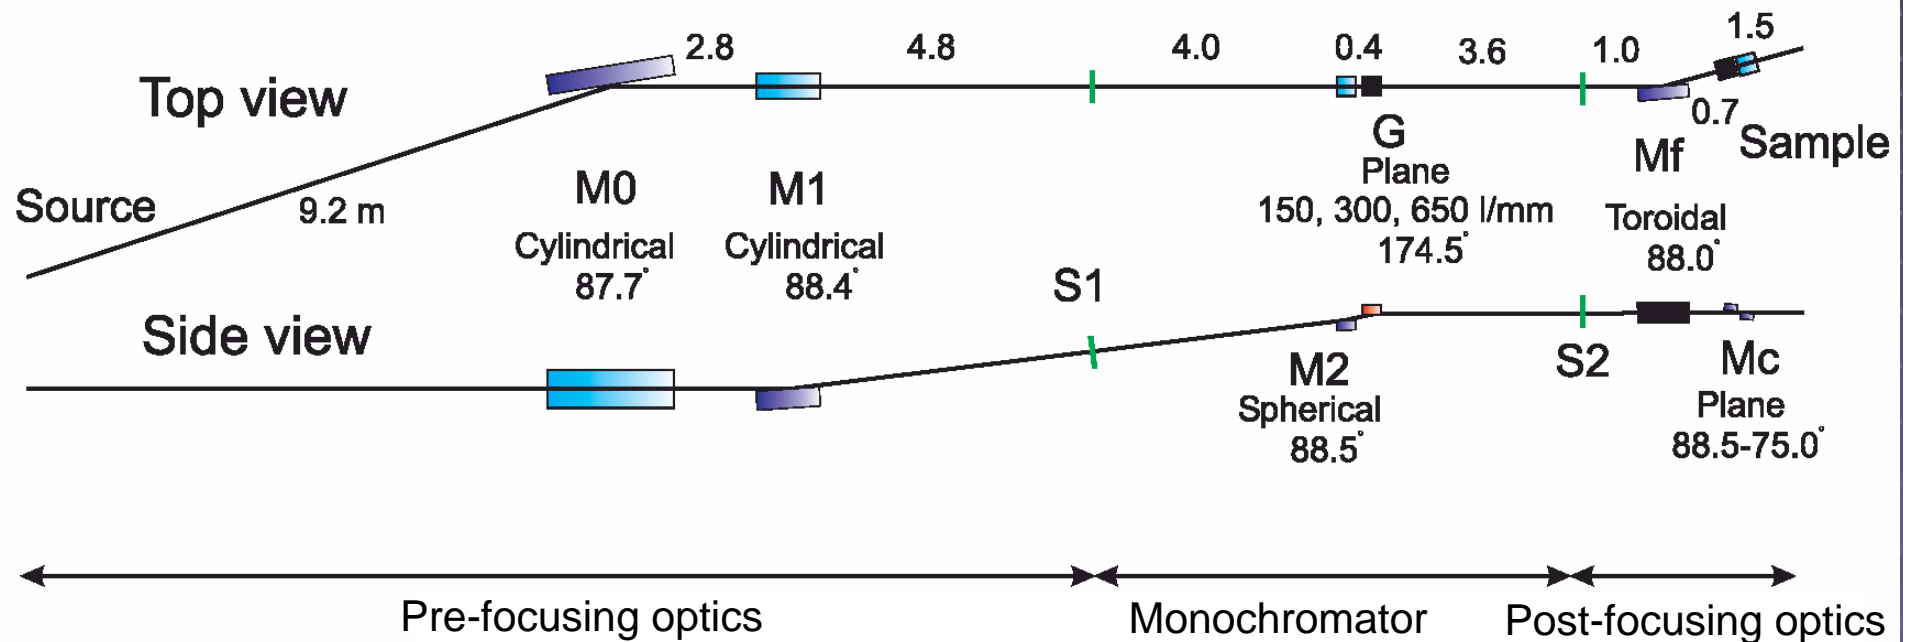 2.8
4.8
4.0
0.4
3.6
1.0
1.5
Top view
0.7
Sample
Source
9.2 m
M0
Cylindrical
87.7°
M1
Cylindrical
88.4°
G
Plane
150, 300, 650 l/mm
174.5°
Mf
Toroidal
88.0°
Side view
S1
M2
Spherical
88.5°
S2
Mc
Plane
88.5-75.0°
Pre-focusing optics
Monochromator
Post-focusing optics